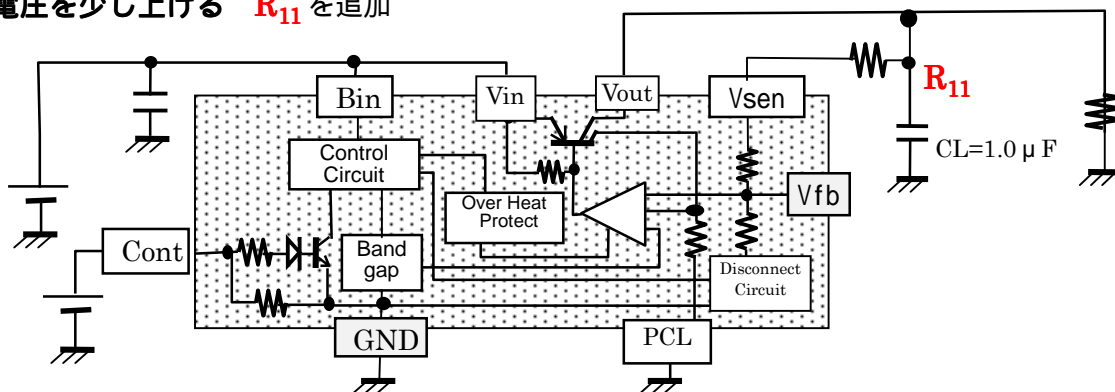 電圧を少し上げる R11 を追加
Bin
Vin
Vout
Vsen
R11
CL=1.0μF
Control
Circuit
Over Heat
Protect
Vfb
Cont
Band
gap
Disconnect
Circuit
GND
PCL